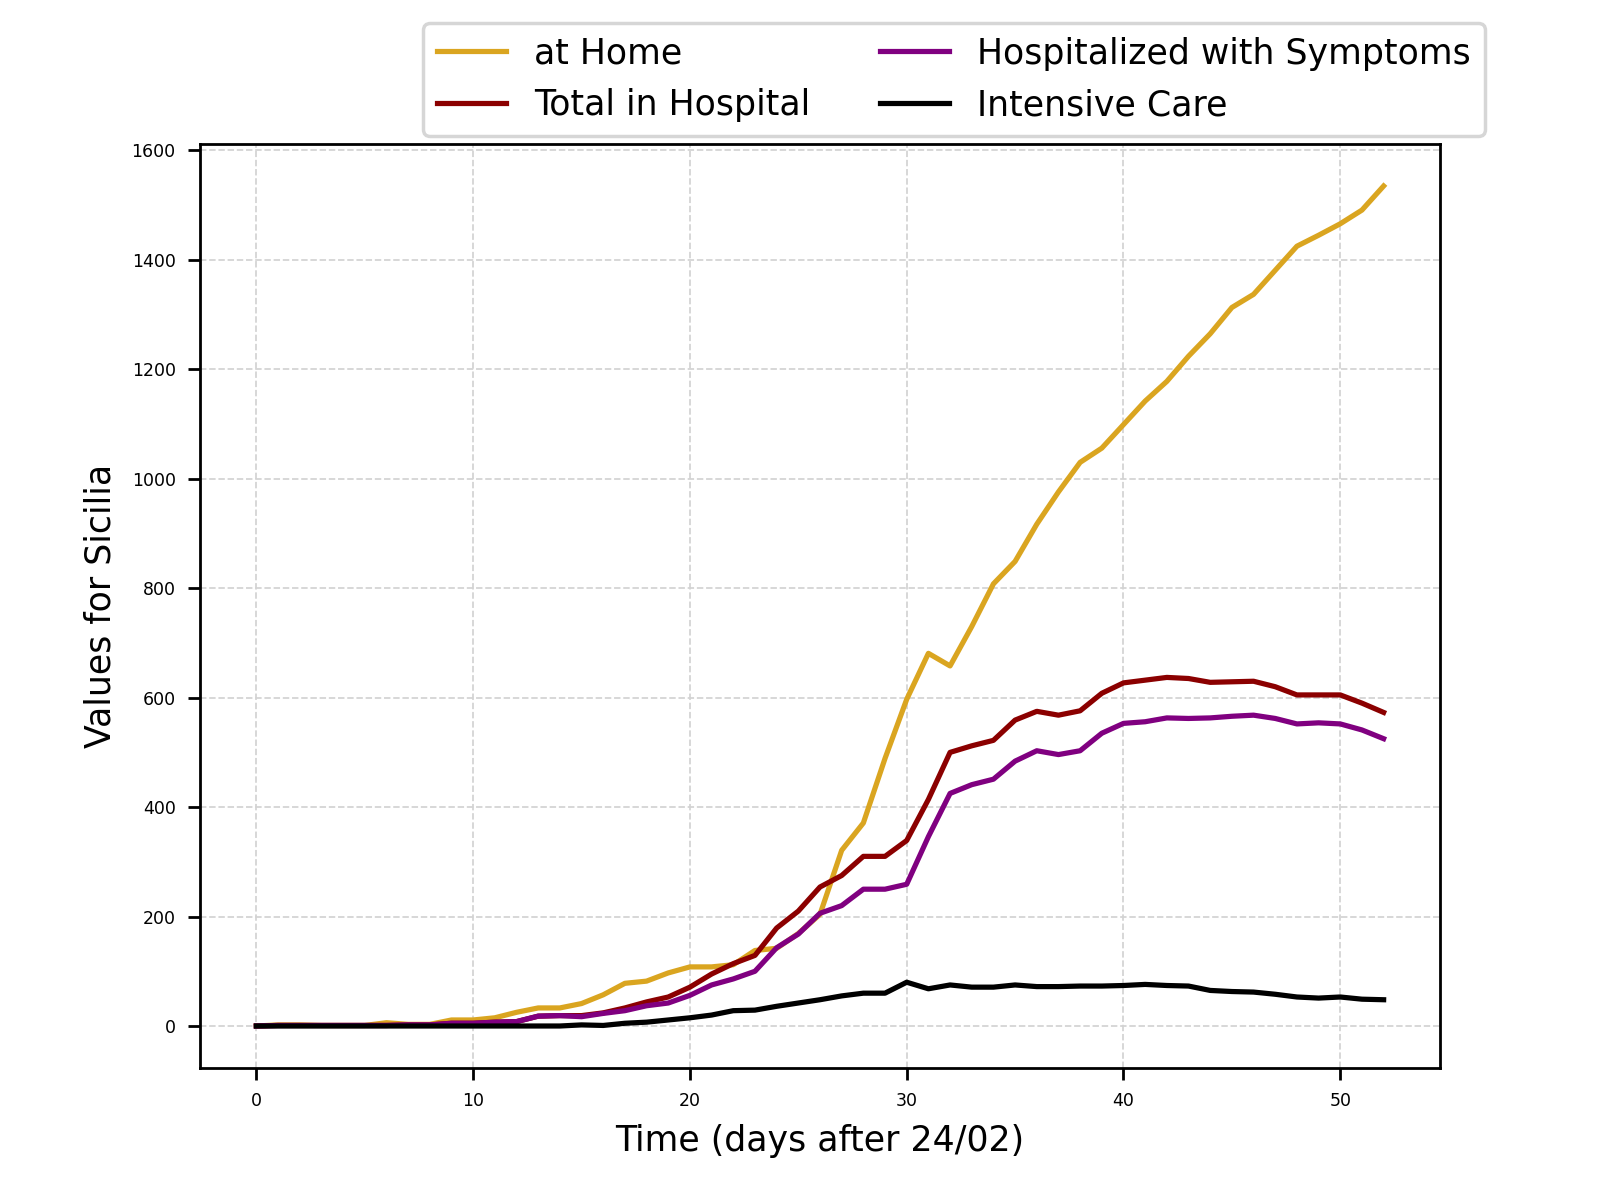 at Home
Total in Hospital
Hospitalized with Symptoms
Intensive Care
1600
1400
1200
1000
800
600
400
200
0
Values for Sicilia
0 10 20 30 40 50
Time (days after 24/02)